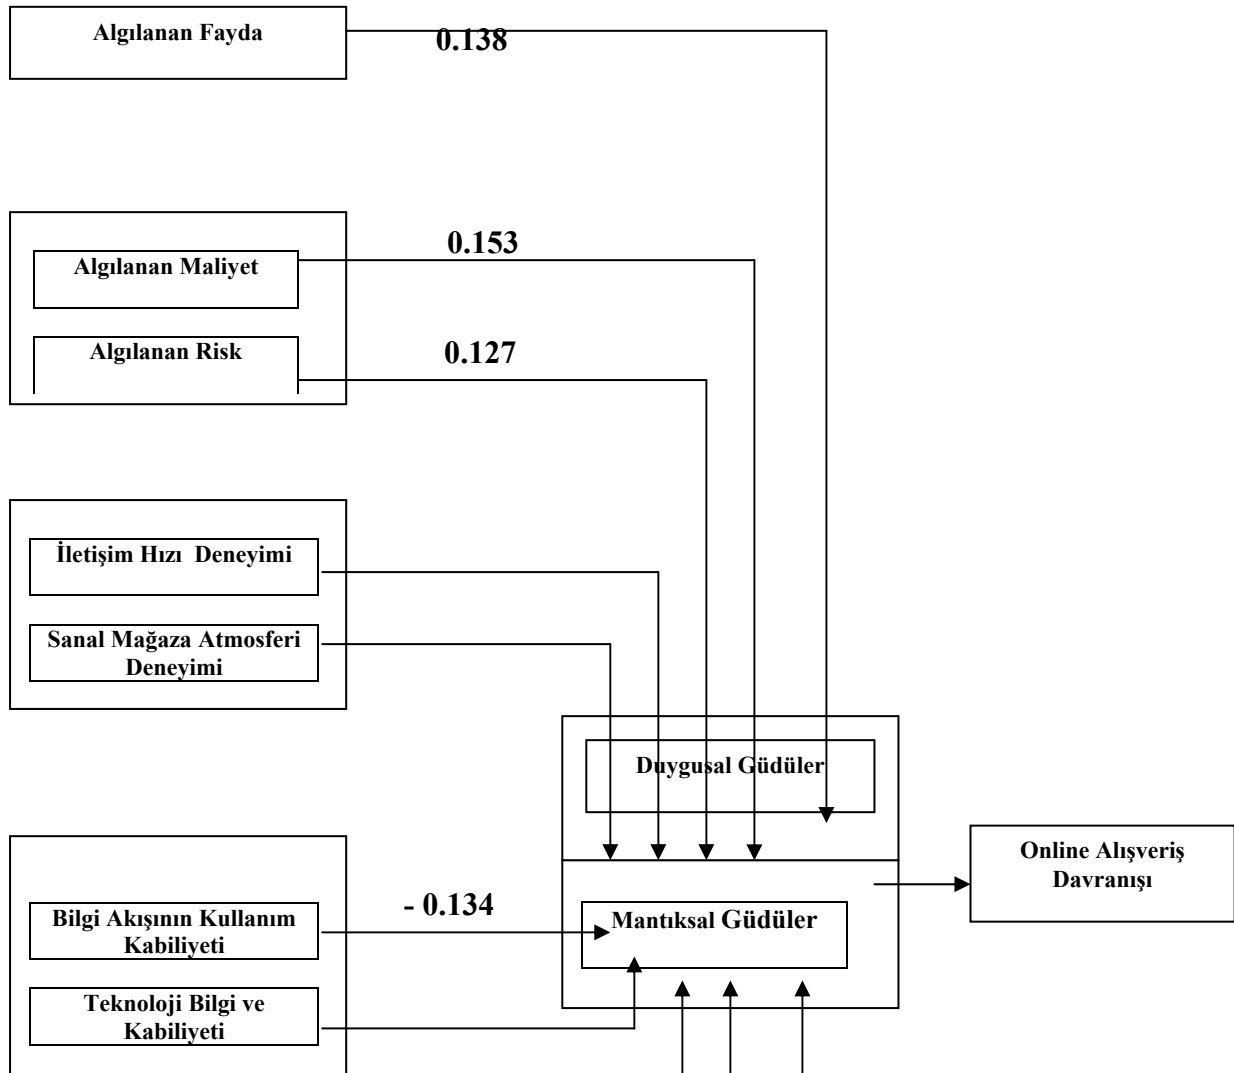 Algılanan Fayda
0.138
0.153
Algılanan Maliyet
Algılanan Risk
0.127
İletişim Hızı Deneyimi
Sanal Mağaza Atmosferi
Deneyimi
Duygusal Güdüler
Online Alışveriş
Davranışı
- 0.134
Bilgi Akışının Kullanım
Kabiliyeti
Mantıksal Güdüler
Teknoloji Bilgi ve
Kabiliyeti